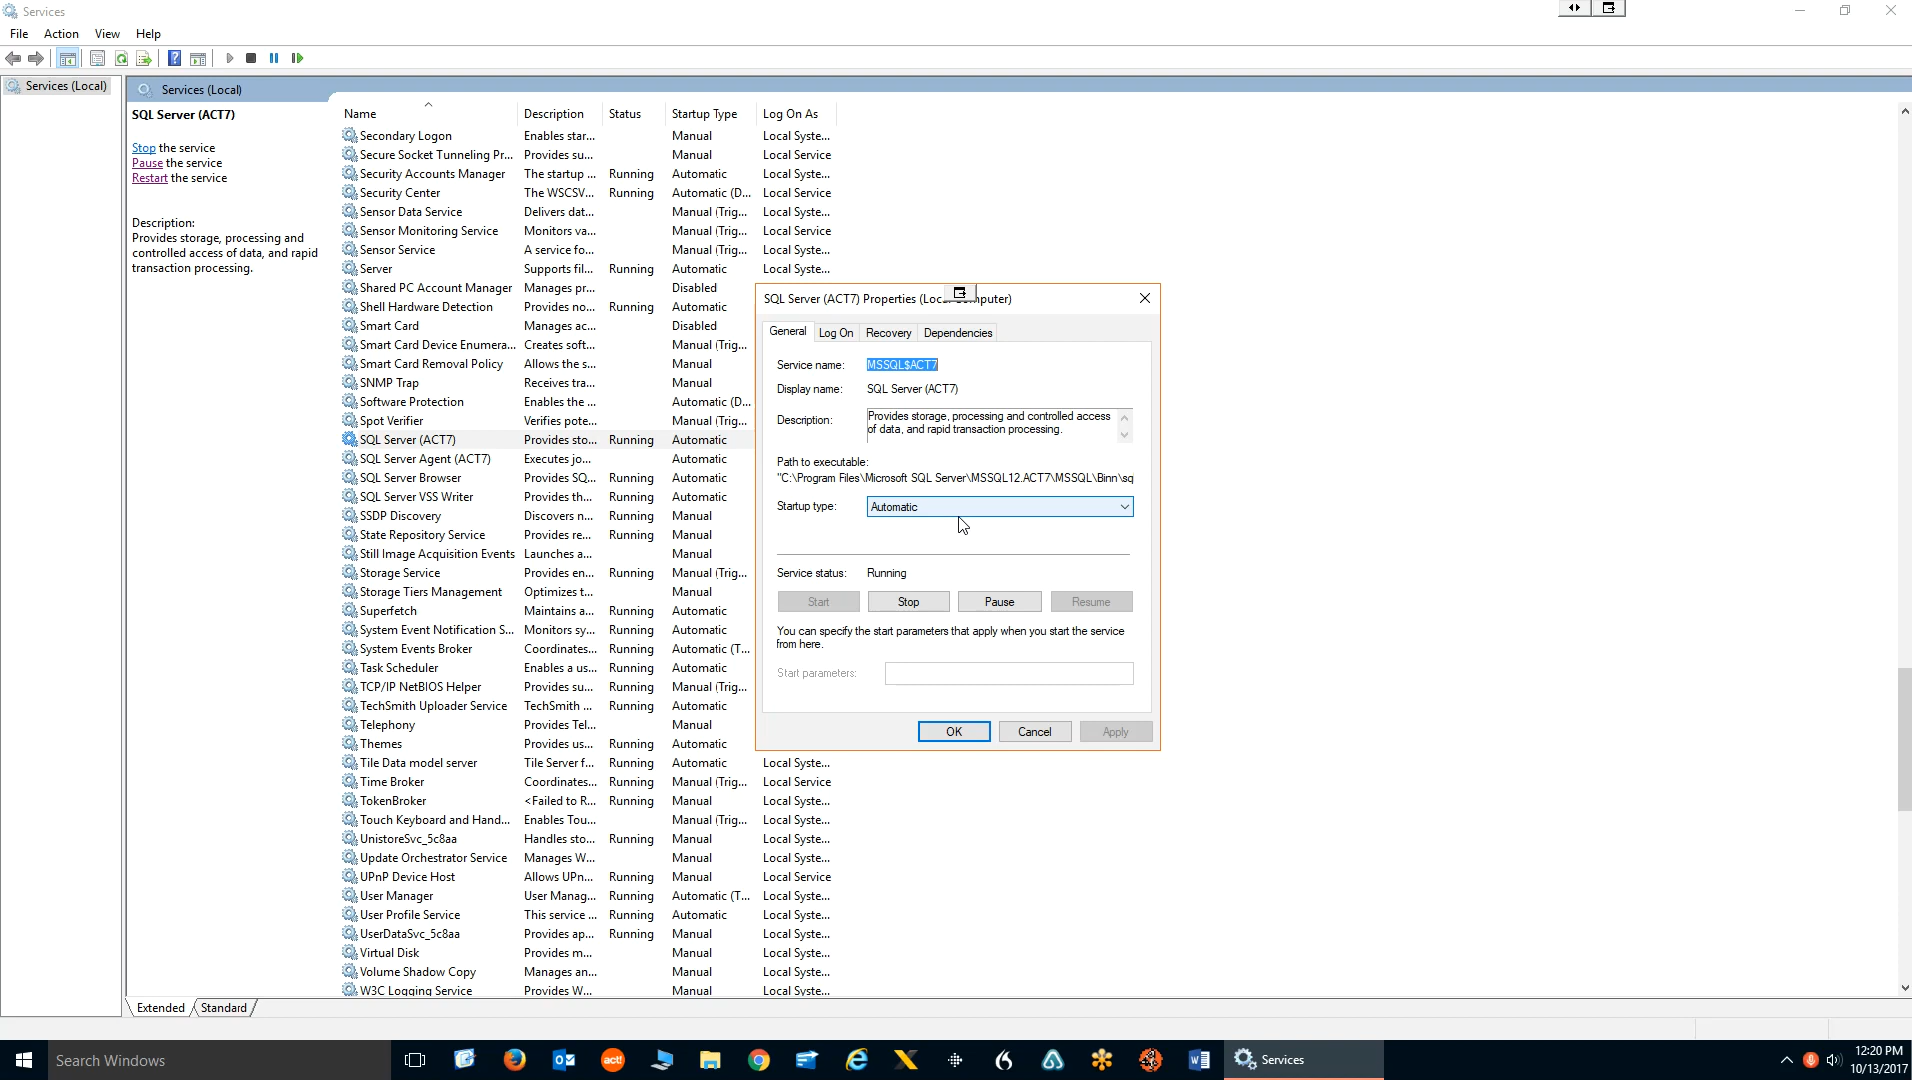 Services
File Action View Help
Services (Local)
Services (Local)
SQL Server (ACT7)
Stop the service
Pause the service
Restart the service
Description:
Provides storage, processing and
controlled access of data, and rapid
transaction processing.
Name Description Status Startup Type Log On As
Secondary Logon Enables star... Manual Local Syste...
Secure Socket Tunneling Pr... Provides su... Manual Local Service
Security Accounts Manager The startup ... Running Automatic Local Syste...
Security Center The WSCSV... Running Automatic (D... Local Service
Sensor Data Service Delivers dat... Manual (Trig... Local Syste...
Sensor Monitoring Service Monitors va... Manual (Trig... Local Service
Sensor Service A service fo... Manual (Trig... Local Syste...
Server Supports fil... Running Automatic Local Syste...
Shared PC Account Manager Manages pr... Disabled
Shell Hardware Detection Provides no... Running Automatic
Smart Card Manages ac... Disabled
Smart Card Device Enumera... Creates soft... Manual (Trig...
Smart Card Removal Policy Allows the s... Manual
SNMP Trap Receives tra... Manual
Software Protection Enables the ... Automatic (D...
Spot Verifier Verifies pote... Manual (Trig...
SQL Server (ACT7) Provides sto... Running Automatic
SQL Server Agent (ACT7) Executes jo... Automatic
SQL Server Browser Provides SQ... Running Automatic
SQL Server VSS Writer Provides th... Running Automatic
SSDP Discovery Discovers n... Running Manual
State Repository Service Provides re... Running Manual
Still Image Acquisition Events Launches a... Manual
Storage Service Provides en... Running Manual (Trig...
Storage Tiers Management Optimizes t... Manual
Superfetch Maintains a... Running Automatic
System Event Notification S... Monitors sy... Running Automatic
System Events Broker Coordinates... Running Automatic (T...
Task Scheduler Enables a us... Running Automatic
TCP/IP NetBIOS Helper Provides su... Running Manual (Trig...
TechSmith Uploader Service TechSmith ... Running Automatic
Telephony Provides Tel... Manual
Themes Provides us... Running Automatic
Tile Data model server Tile Server f... Running Automatic Local Syste...
Time Broker Coordinates... Running Manual (Trig... Local Service
TokenBroker <Failed to R... Running Manual Local Syste...
Touch Keyboard and Hand... Enables Tou... Manual (Trig... Local Syste...
UnistoreSvc_5c8aa Handles sto... Running Manual Local Syste...
Update Orchestrator Service Manages W... Manual Local Syste...
UPnP Device Host Allows UPn... Running Manual Local Service
User Manager User Manag... Running Automatic (T... Local Syste...
User Profile Service This service ... Running Automatic Local Syste...
UserDataSvc_5c8aa Provides ap... Running Manual Local Syste...
Virtual Disk Provides m... Manual Local Syste...
Volume Shadow Copy Manages an... Manual Local Syste...
W3C Logging Service Provides W... Manual Local Syste...
SQL Server (ACT7) Properties (Local Computer)
General Log On Recovery Dependencies
Service name: MSSQL$ACT7
Display name: SQL Server (ACT7)
Description: Provides storage, processing and controlled access
of data, and rapid transaction processing.
Path to executable:
"C:\Program Files\Microsoft SQL Server\MSSQL12.ACT7\MSSQL\Binn\sq
Startup type: Automatic
Service status: Running
Start Stop Pause Resume
You can specify the start parameters that apply when you start the service
from here.
Start parameters:
OK Cancel Apply
Extended Standard
Search Windows
act!
Services
12:20 PM
10/13/2017